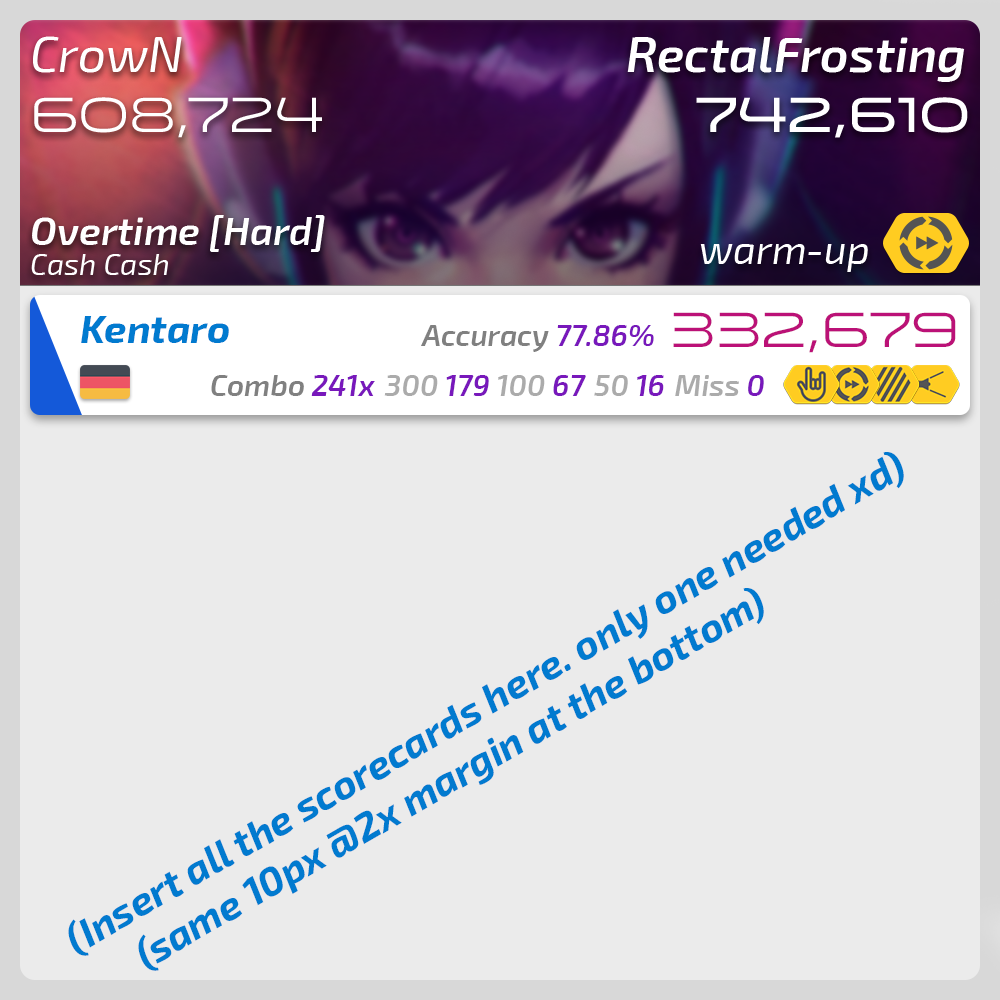 CrowN RectalFrosting
608,724 742,610
Overtime [Hard]
Cash Cash
warm-up
Kentaro Accuracy 77.86% 332,679
Combo 241x 300 179 100 67 50 16 Miss 0
(Insert all the scorecards here. only one needed xd)
(same 10px @2x margin at the bottom)